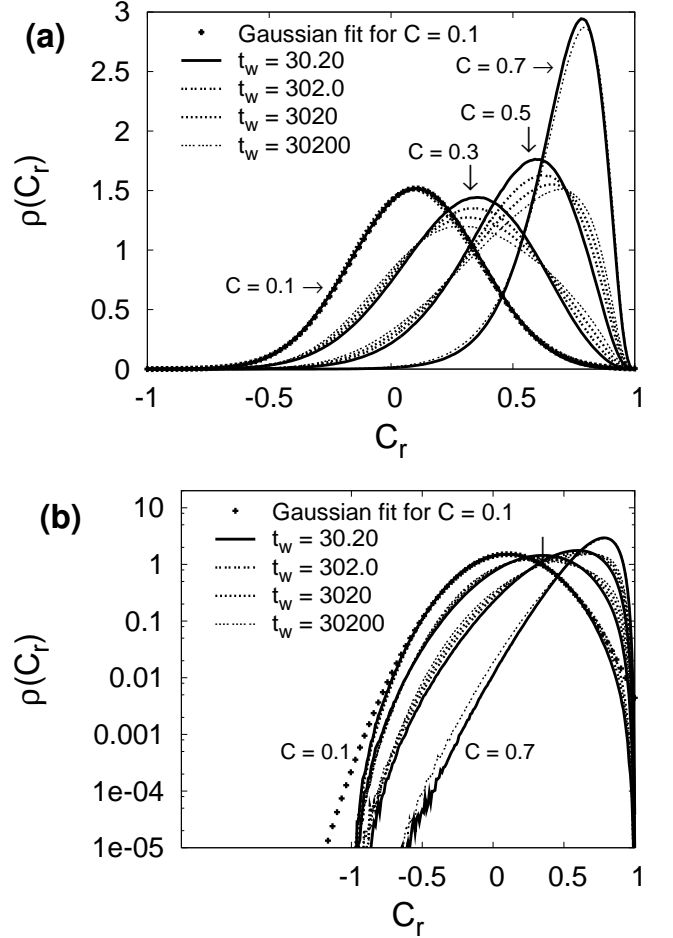 (a)
3
2.5
2
1.5
1
0.5
0
ρ(C_r)
Gaussian fit for C = 0.1
t_w = 30.20
t_w = 302.0
t_w = 3020
t_w = 30200
C = 0.7 →
C = 0.5
C = 0.3
C = 0.1 →
-1 -0.5 0 0.5 1
C_r
(b)
10
1
0.1
0.01
0.001
1e-04
1e-05
ρ(C_r)
Gaussian fit for C = 0.1
t_w = 30.20
t_w = 302.0
t_w = 3020
t_w = 30200
C = 0.1
C = 0.7
-1 -0.5 0 0.5 1
C_r